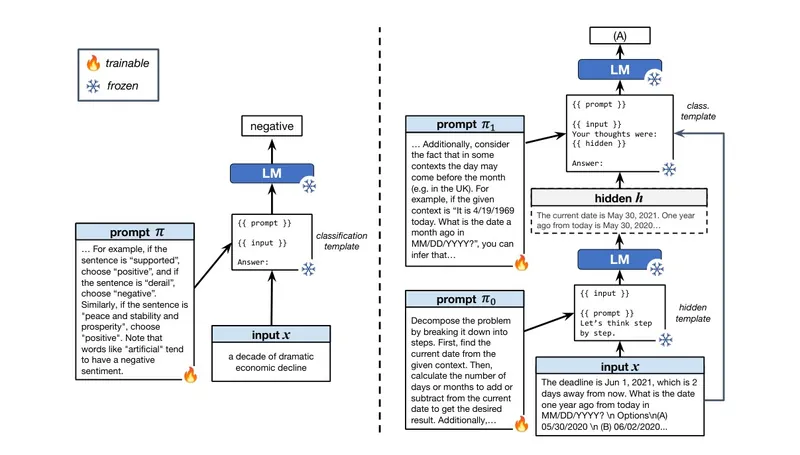 trainable
frozen
negative
LM
{{ prompt }}
{{ input }}
Answer:
classification
template
prompt π
… For example, if the
sentence is “supported”,
choose “positive”, and if
the sentence is “derail”,
choose “negative”.
Similarly, if the sentence is
"peace and stability and
prosperity", choose
"positive". Note that
words like "artificial" tend
to have a negative
sentiment.
input x
a decade of dramatic
economic decline
(A)
LM
{{ prompt }}
{{ input }}
Your thoughts were:
{{ hidden }}
Answer:
class.
template
prompt π1
… Additionally, consider
the fact that in some
contexts the day may
come before the month
(e.g. in the UK). For
example, if the given
context is “It is 4/19/1969
today. What is the date a
month ago in
MM/DD/YYYY?”, you can
infer that…
hidden h
The current date is May 30, 2021. One year
ago from today is May 30, 2020…
LM
{{ input }}
{{ prompt }}
Let’s think step
by step.
hidden
template
prompt π0
Decompose the problem
by breaking it down into
steps. First, find the
current date from the
given context. Then,
calculate the number of
days or months to add or
subtract from the current
date to get the desired
result. Additionally,…
input x
The deadline is Jun 1, 2021, which is 2
days away from now. What is the date
one year ago from today in
MM/DD/YYYY? \n Options\n(A)
05/30/2020 \n (B) 06/02/2020...